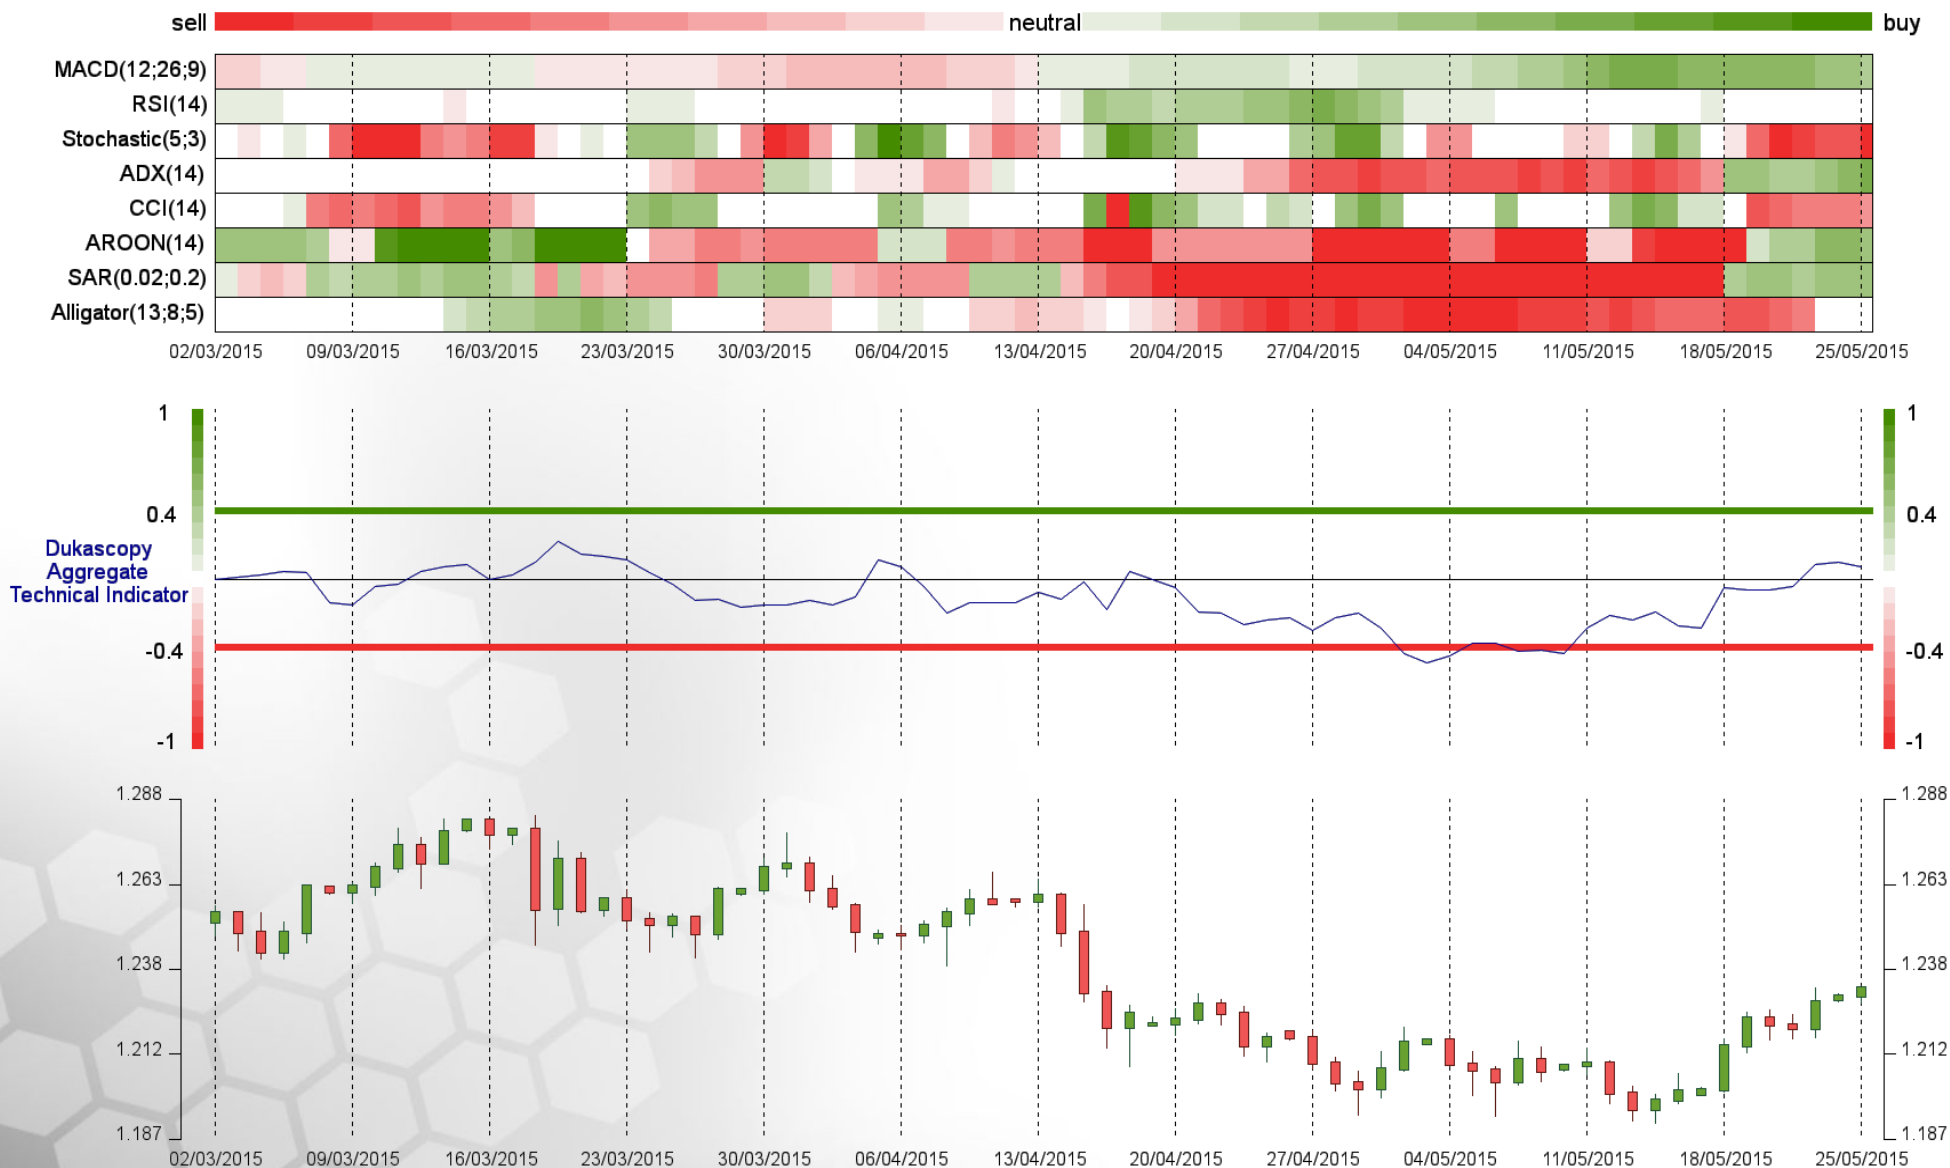 sell neutral buy
MACD(12;26;9)
RSI(14)
Stochastic(5;3)
ADX(14)
CCI(14)
AROON(14)
SAR(0.02;0.2)
Alligator(13;8;5)
02/03/2015 09/03/2015 16/03/2015 23/03/2015 30/03/2015 06/04/2015 13/04/2015 20/04/2015 27/04/2015 04/05/2015 11/05/2015 18/05/2015 25/05/2015
1 1
0.4 0.4
Dukascopy
Aggregate
Technical Indicator
-0.4 -0.4
-1 -1
1.288 1.288
1.263 1.263
1.238 1.238
1.212 1.212
1.187 1.187
02/03/2015 09/03/2015 16/03/2015 23/03/2015 30/03/2015 06/04/2015 13/04/2015 20/04/2015 27/04/2015 04/05/2015 11/05/2015 18/05/2015 25/05/2015